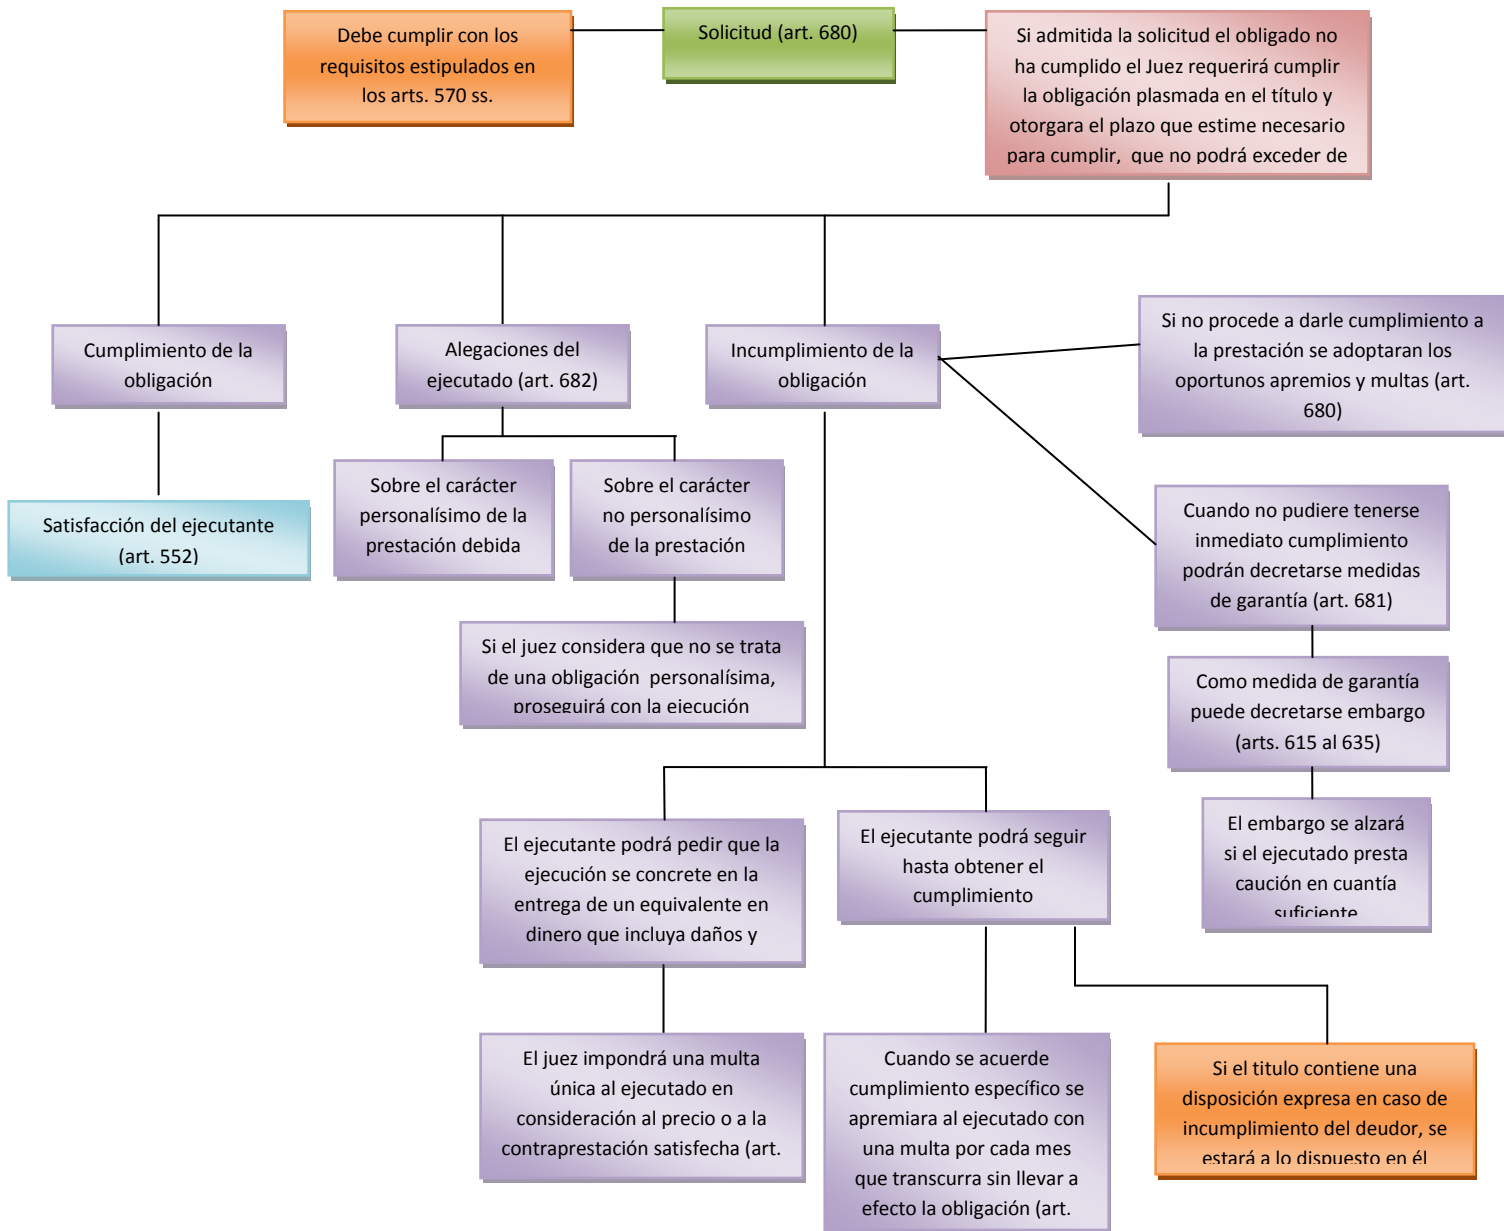 Debe cumplir con los
requisitos estipulados en
los arts. 570 ss.
Solicitud (art. 680)
Si admitida la solicitud el obligado no
ha cumplido el Juez requerirá cumplir
la obligación plasmada en el título y
otorgara el plazo que estime necesario
para cumplir, que no podrá exceder de
Cumplimiento de la
obligación
Alegaciones del
ejecutado (art. 682)
Incumplimiento de la
obligación
Si no procede a darle cumplimiento a
la prestación se adoptaran los
oportunos apremios y multas (art.
680)
Satisfacción del ejecutante
(art. 552)
Sobre el carácter
personalísimo de la
prestación debida
Sobre el carácter
no personalísimo
de la prestación
Cuando no pudiere tenerse
inmediato cumplimiento
podrán decretarse medidas
de garantía (art. 681)
Si el juez considera que no se trata
de una obligación personalísima,
proseguirá con la ejecución
Como medida de garantía
puede decretarse embargo
(arts. 615 al 635)
El embargo se alzará
si el ejecutado presta
caución en cuantía
suficiente
El ejecutante podrá pedir que la
ejecución se concrete en la
entrega de un equivalente en
dinero que incluya daños y
El ejecutante podrá seguir
hasta obtener el
cumplimiento
El juez impondrá una multa
única al ejecutado en
consideración al precio o a la
contraprestación satisfecha (art.
Cuando se acuerde
cumplimiento específico se
apremiara al ejecutado con
una multa por cada mes
que transcurra sin llevar a
efecto la obligación (art.
Si el titulo contiene una
disposición expresa en caso de
incumplimiento del deudor, se
estará a lo dispuesto en él